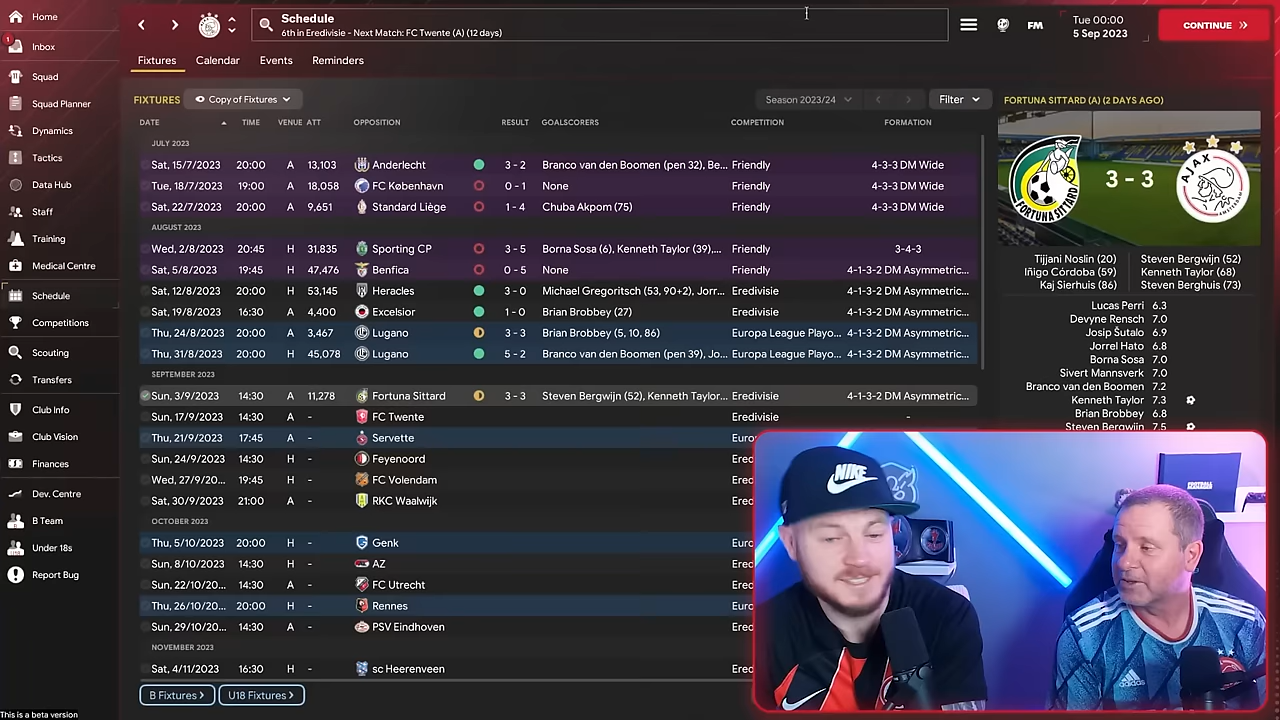 Home
Schedule
6th in Eredivisie - Next Match: FC Twente (A) (12 days)
FM
Tue 00:00
5 Sep 2023
CONTINUE
1
Inbox
Squad
Squad Planner
Dynamics
Tactics
Data Hub
Staff
Training
Medical Centre
Schedule
Competitions
Scouting
Transfers
Club Info
Club Vision
Finances
Dev. Centre
B Team
Under 18s
Report Bug
This is a beta version
Fixtures Calendar Events Reminders
FIXTURES Copy of Fixtures Season 2023/24 Filter
DATE TIME VENUE ATT OPPOSITION RESULT GOALSCORERS COMPETITION FORMATION
JULY 2023
Sat, 15/7/2023 20:00 A 13,103 Anderlecht 3 - 2 Branco van den Boomen (pen 32), Be... Friendly 4-3-3 DM Wide
Tue, 18/7/2023 19:00 A 18,058 FC København 0 - 1 None Friendly 4-3-3 DM Wide
Sat, 22/7/2023 20:00 A 9,651 Standard Liège 1 - 4 Chuba Akpom (75) Friendly 4-3-3 DM Wide
AUGUST 2023
Wed, 2/8/2023 20:45 H 31,835 Sporting CP 3 - 5 Borna Sosa (6), Kenneth Taylor (39),... Friendly 3-4-3
Sat, 5/8/2023 19:45 H 47,476 Benfica 0 - 5 None Friendly 4-1-3-2 DM Asymmetric...
Sat, 12/8/2023 20:00 H 53,145 Heracles 3 - 0 Michael Gregoritsch (53, 90+2), Jorr... Eredivisie 4-1-3-2 DM Asymmetric...
Sat, 19/8/2023 16:30 A 4,400 Excelsior 1 - 0 Brian Brobbey (27) Eredivisie 4-1-3-2 DM Asymmetric...
Thu, 24/8/2023 20:00 A 3,467 Lugano 3 - 3 Brian Brobbey (5, 10, 86) Europa League Playo... 4-1-3-2 DM Asymmetric...
Thu, 31/8/2023 20:00 H 45,078 Lugano 5 - 2 Branco van den Boomen (pen 39), Jo... Europa League Playo... 4-1-3-2 DM Asymmetric...
SEPTEMBER 2023
Sun, 3/9/2023 14:30 A 11,278 Fortuna Sittard 3 - 3 Steven Bergwijn (52), Kenneth Taylor... Eredivisie 4-1-3-2 DM Asymmetric...
Sun, 17/9/2023 14:30 A - FC Twente Eredivisie -
Thu, 21/9/2023 17:45 A - Servette Euro
Sun, 24/9/2023 14:30 H - Feyenoord Ered
Wed, 27/9/20... 19:45 H - FC Volendam Ered
Sat, 30/9/2023 21:00 A - RKC Waalwijk Ered
OCTOBER 2023
Thu, 5/10/2023 20:00 H - Genk Euro
Sun, 8/10/2023 14:30 H - AZ Ered
Sun, 22/10/20... 14:30 A - FC Utrecht Ered
Thu, 26/10/20... 20:00 H - Rennes Euro
Sun, 29/10/20... 14:30 A - PSV Eindhoven Ered
NOVEMBER 2023
Sat, 4/11/2023 16:30 H - sc Heerenveen Ered
B Fixtures U18 Fixtures
FORTUNA SITTARD (A) (2 DAYS AGO)
FORTUNA SITTARD
3 - 3
AJAX
AMSTERDAM
Tijjani Noslin (20) Steven Bergwijn (52)
Iñigo Córdoba (59) Kenneth Taylor (68)
Kaj Sierhuis (86) Steven Berghuis (73)
Lucas Perri 6.3
Devyne Rensch 7.0
Josip Šutalo 6.9
Jorrel Hato 6.8
Borna Sosa 7.0
Sivert Mannsverk 7.0
Branco van den Boomen 7.2
Kenneth Taylor 7.3
Brian Brobbey 6.8
Steven Bergwijn 7.5
NIKE
adidas